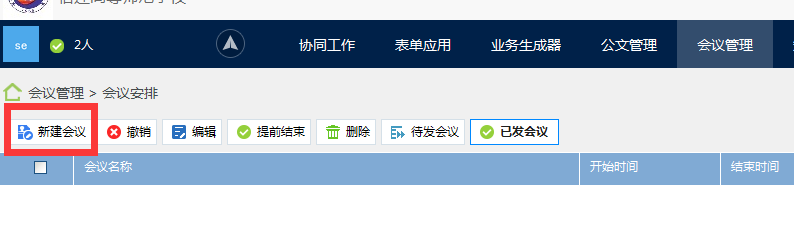 se 2人 协同工作 表单应用 业务生成器 公文管理 会议管理
会议管理 > 会议安排
新建会议 撤销 编辑 提前结束 删除 待发会议 已发会议
会议名称 开始时间 结束时间